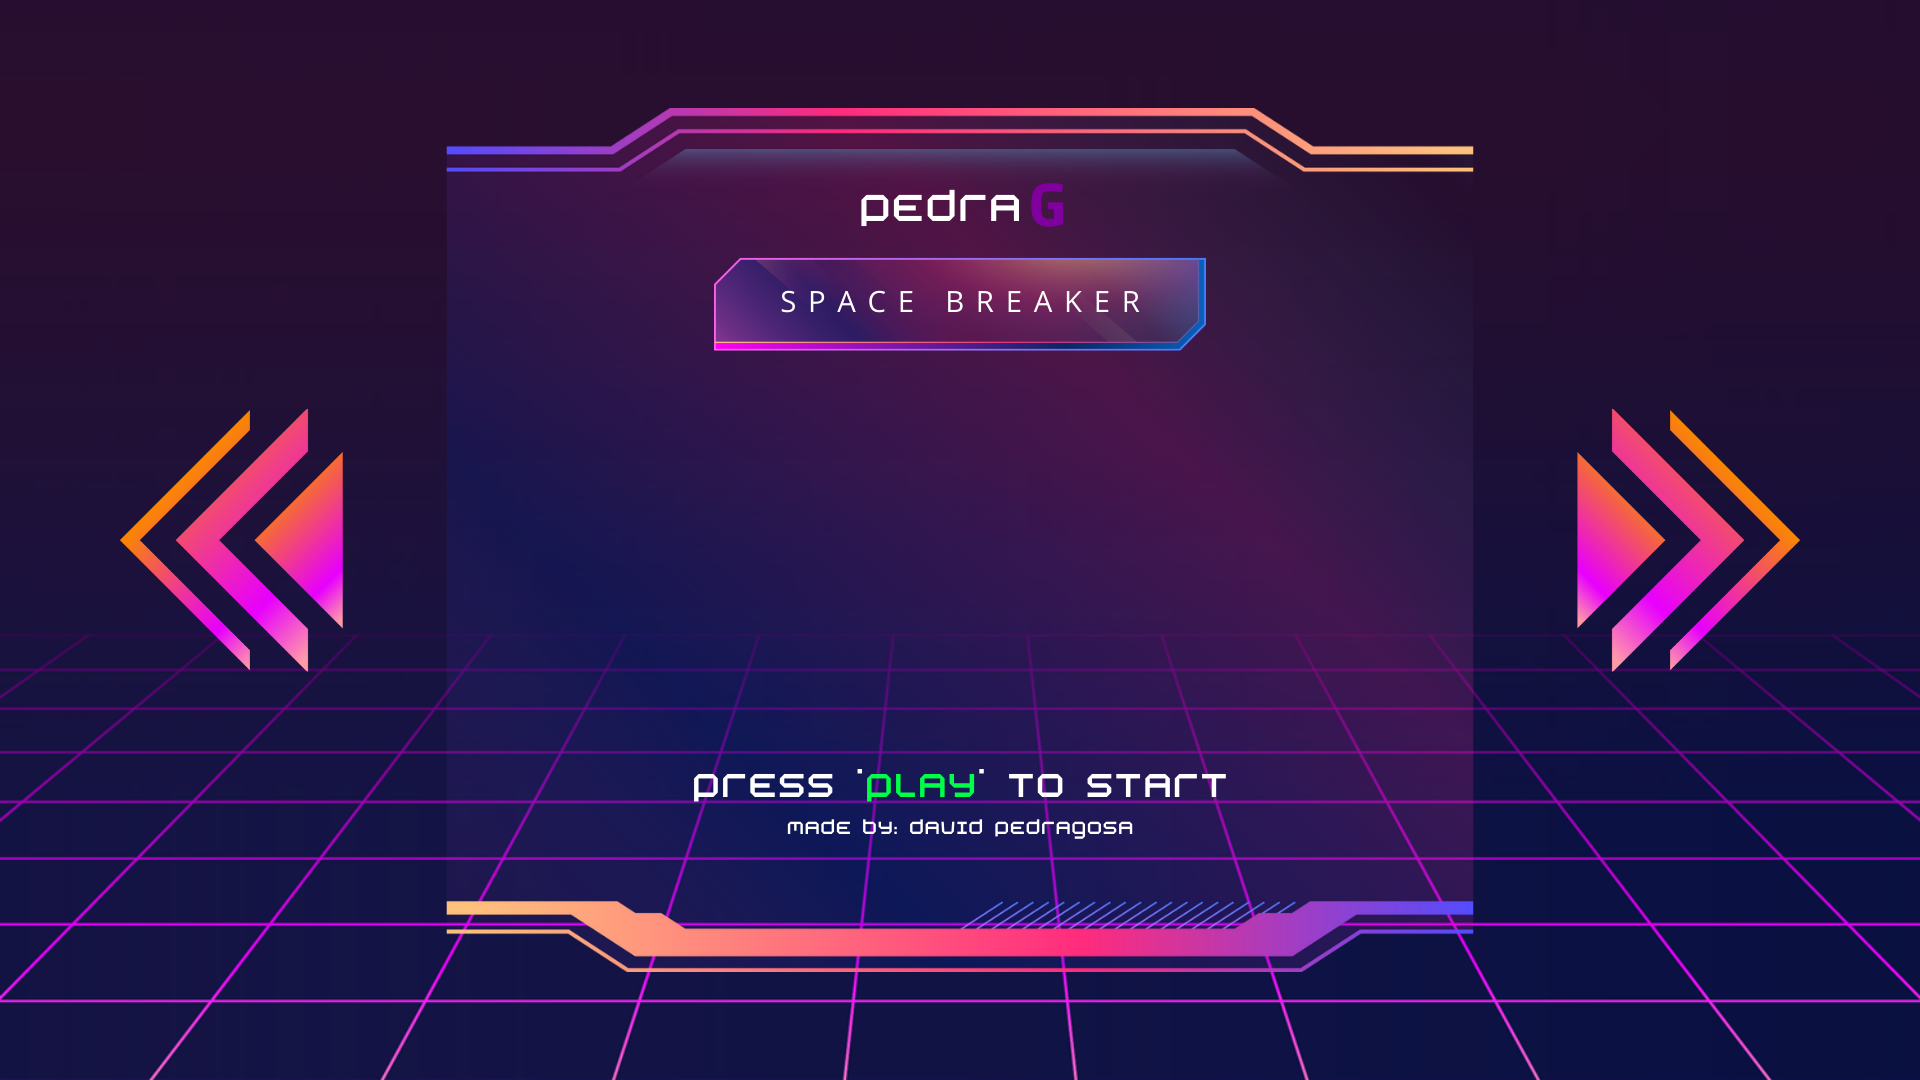 pedra G
SPACE BREAKER
PRESS 'PLAY' TO START
made by: david pedragosa